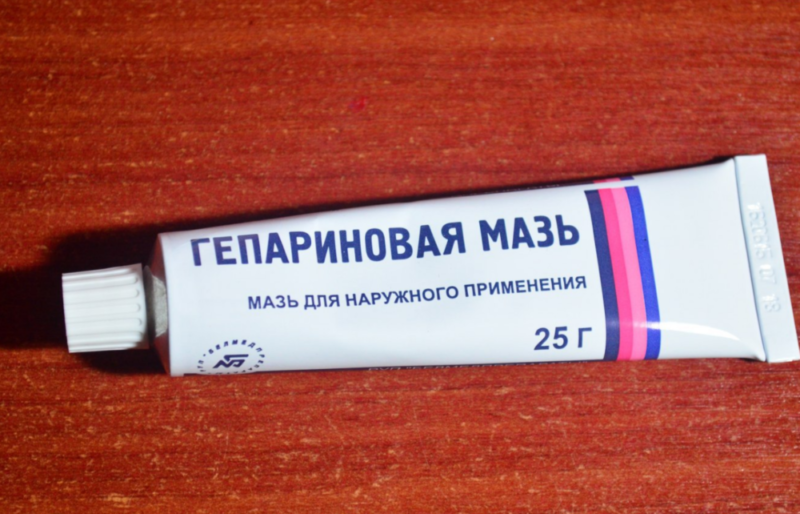 ГЕПАРИНОВАЯ МАЗЬ
МАЗЬ ДЛЯ НАРУЖНОГО ПРИМЕНЕНИЯ
25 Г